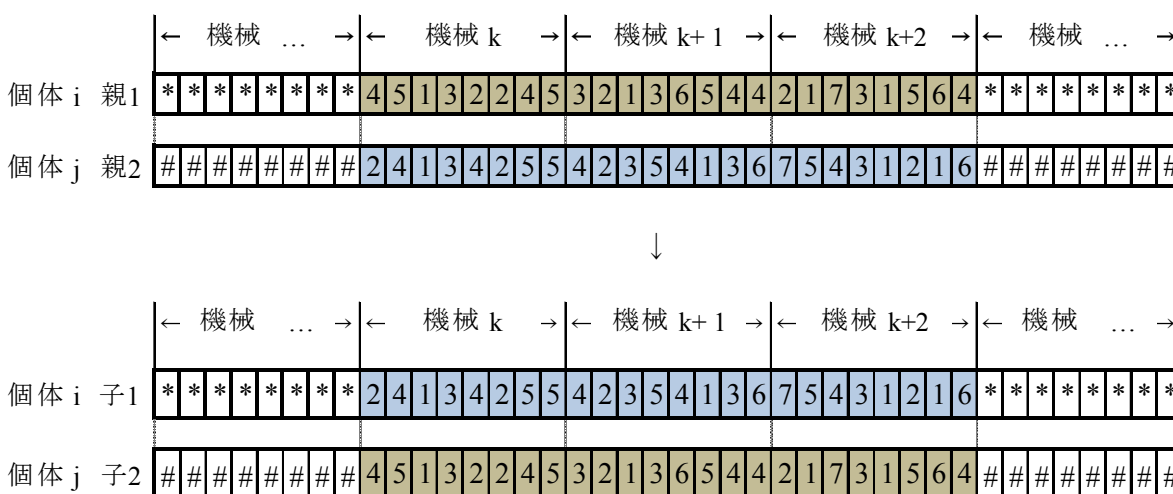 ← 機械 … → ← 機械 k → ← 機械 k+ 1 → ← 機械 k+2 → ← 機械 … →
個体 i 親1 * * * * * * * * 4 5 1 3 2 2 4 5 3 2 1 3 6 5 4 4 2 1 7 3 1 5 6 4 * * * * * * * *
個体 j 親2 # # # # # # # # 2 4 1 3 4 2 5 5 4 2 3 5 4 1 3 6 7 5 4 3 1 2 1 6 # # # # # # # #
↓
← 機械 … → ← 機械 k → ← 機械 k+ 1 → ← 機械 k+2 → ← 機械 … →
個体 i 子1 * * * * * * * * 2 4 1 3 4 2 5 5 4 2 3 5 4 1 3 6 7 5 4 3 1 2 1 6 * * * * * * * *
個体 j 子2 # # # # # # # # 4 5 1 3 2 2 4 5 3 2 1 3 6 5 4 4 2 1 7 3 1 5 6 4 # # # # # # # #